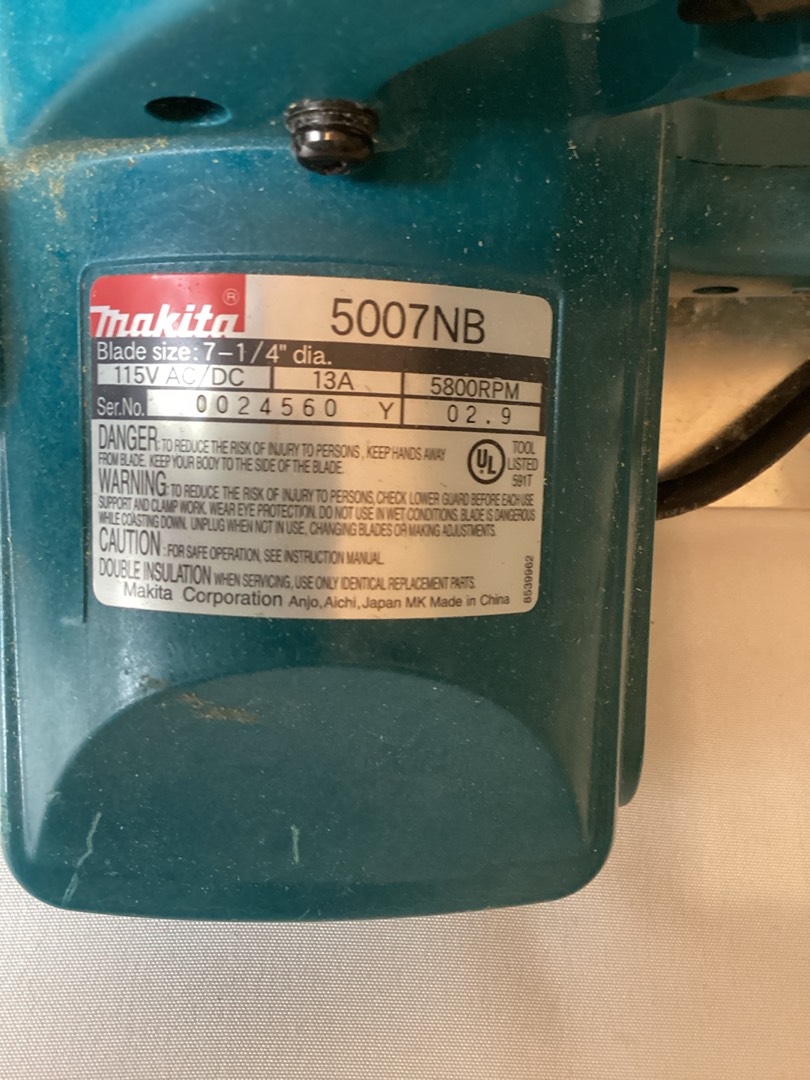 makita ® 5007NB
Blade size: 7-1/4" dia.
115V AC/DC 13A 5800RPM
Ser.No. 0024560 Y 02.9
DANGER: TO REDUCE THE RISK OF INJURY TO PERSONS, KEEP HANDS AWAY
FROM BLADE. KEEP YOUR BODY TO THE SIDE OF THE BLADE.
UL TOOL
LISTED
591T
WARNING: TO REDUCE THE RISK OF INJURY TO PERSONS, CHECK LOWER GUARD BEFORE EACH USE.
SUPPORT AND CLAMP WORK. WEAR EYE PROTECTION. DO NOT USE IN WET CONDITIONS. BLADE IS DANGEROUS
WHILE COASTING DOWN. UNPLUG WHEN NOT IN USE, CHANGING BLADES OR MAKING ADJUSTMENTS.
CAUTION: FOR SAFE OPERATION, SEE INSTRUCTION MANUAL.
DOUBLE INSULATION WHEN SERVICING, USE ONLY IDENTICAL REPLACEMENT PARTS.
Makita Corporation Anjo, Aichi, Japan MK Made in China
8539962